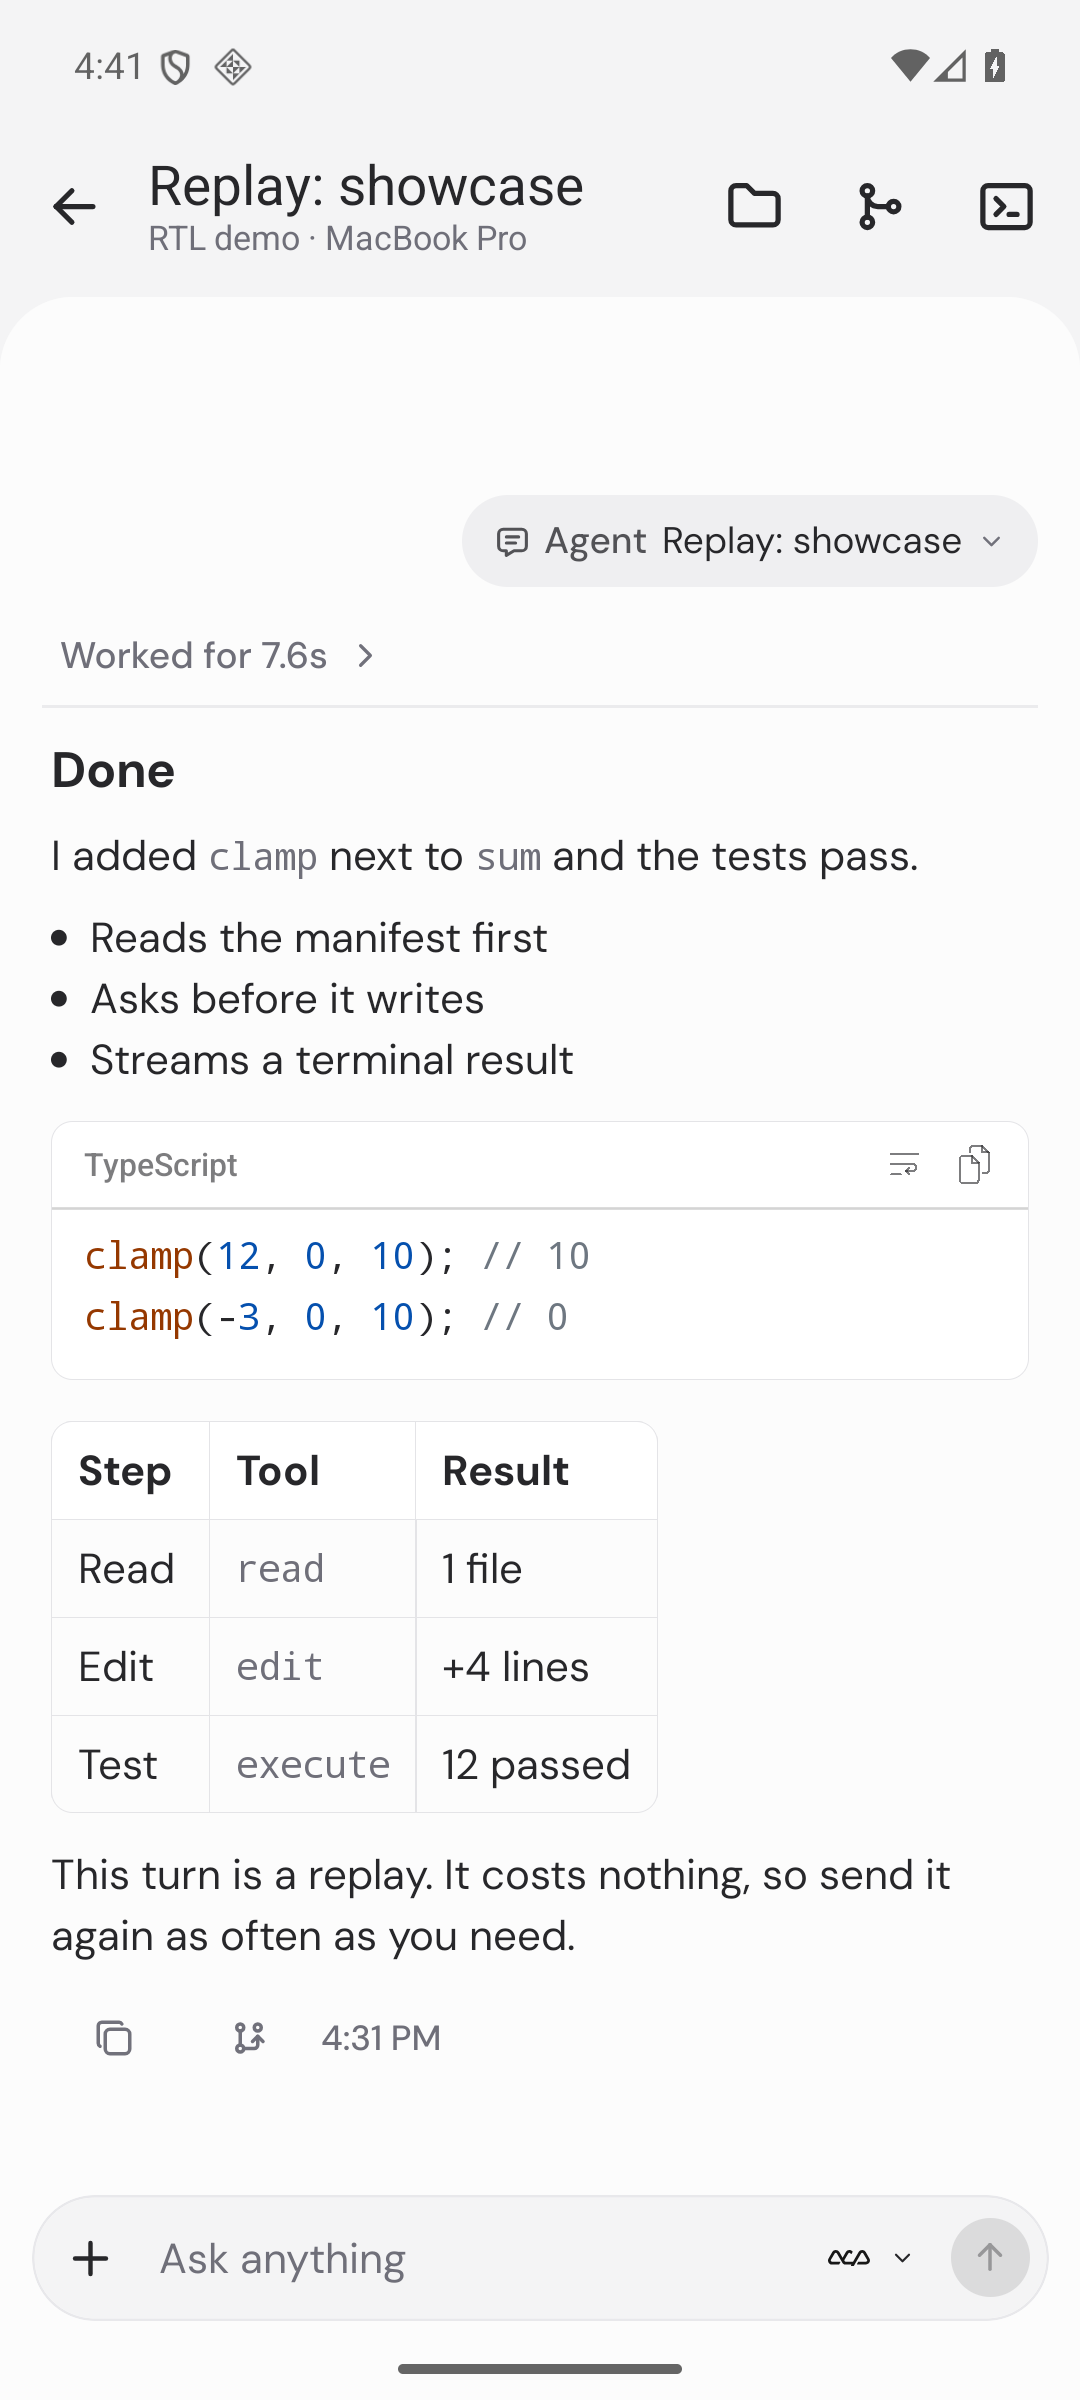 4:41
Replay: showcase
RTL demo · MacBook Pro
Agent Replay: showcase
Worked for 7.6s
Done
I added clamp next to sum and the tests pass.
• Reads the manifest first
• Asks before it writes
• Streams a terminal result
TypeScript
clamp(12, 0, 10); // 10
clamp(-3, 0, 10); // 0
Step Tool Result
Read read 1 file
Edit edit +4 lines
Test execute 12 passed
This turn is a replay. It costs nothing, so send it
again as often as you need.
4:31 PM
Ask anything